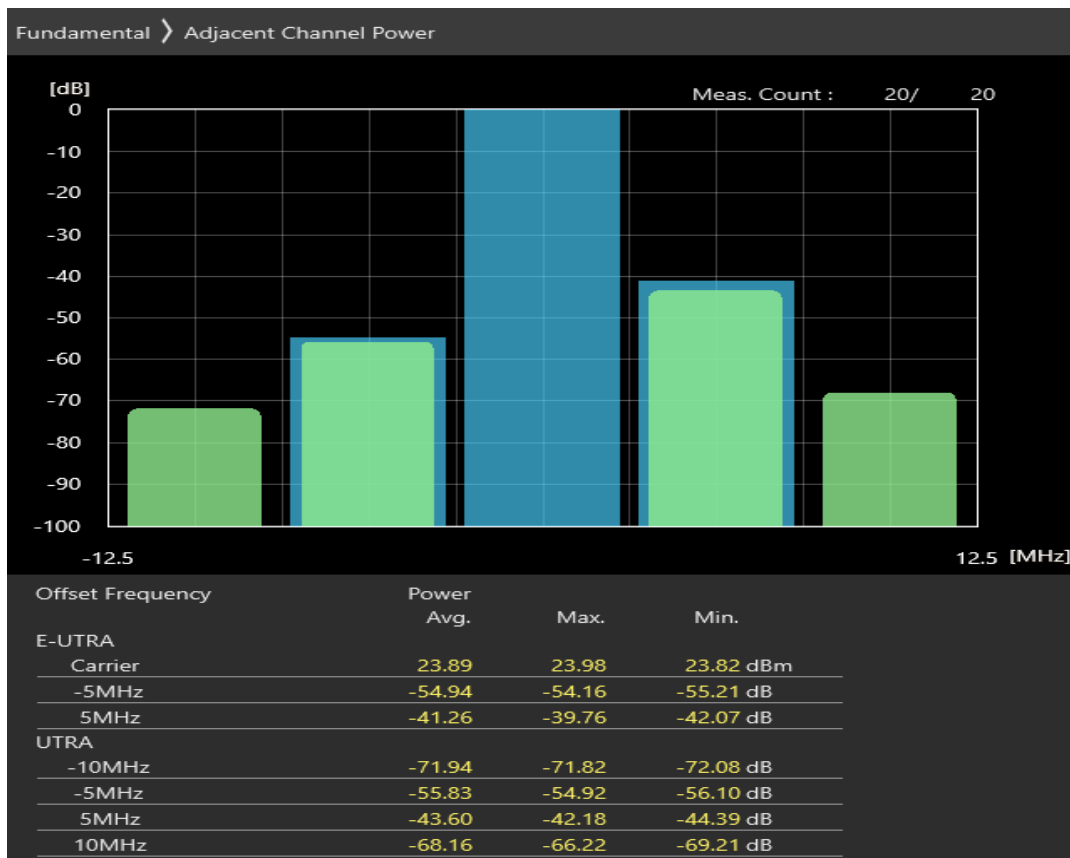 Fundamental 〉 Adjacent Channel Power
[dB]
Meas. Count : 20/ 20
0
-10
-20
-30
-40
-50
-60
-70
-80
-90
-100
-12.5 12.5 [MHz]
Offset Frequency Power
Avg. Max. Min.
E-UTRA
Carrier 23.89 23.98 23.82 dBm
-5MHz -54.94 -54.16 -55.21 dB
5MHz -41.26 -39.76 -42.07 dB
UTRA
-10MHz -71.94 -71.82 -72.08 dB
-5MHz -55.83 -54.92 -56.10 dB
5MHz -43.60 -42.18 -44.39 dB
10MHz -68.16 -66.22 -69.21 dB